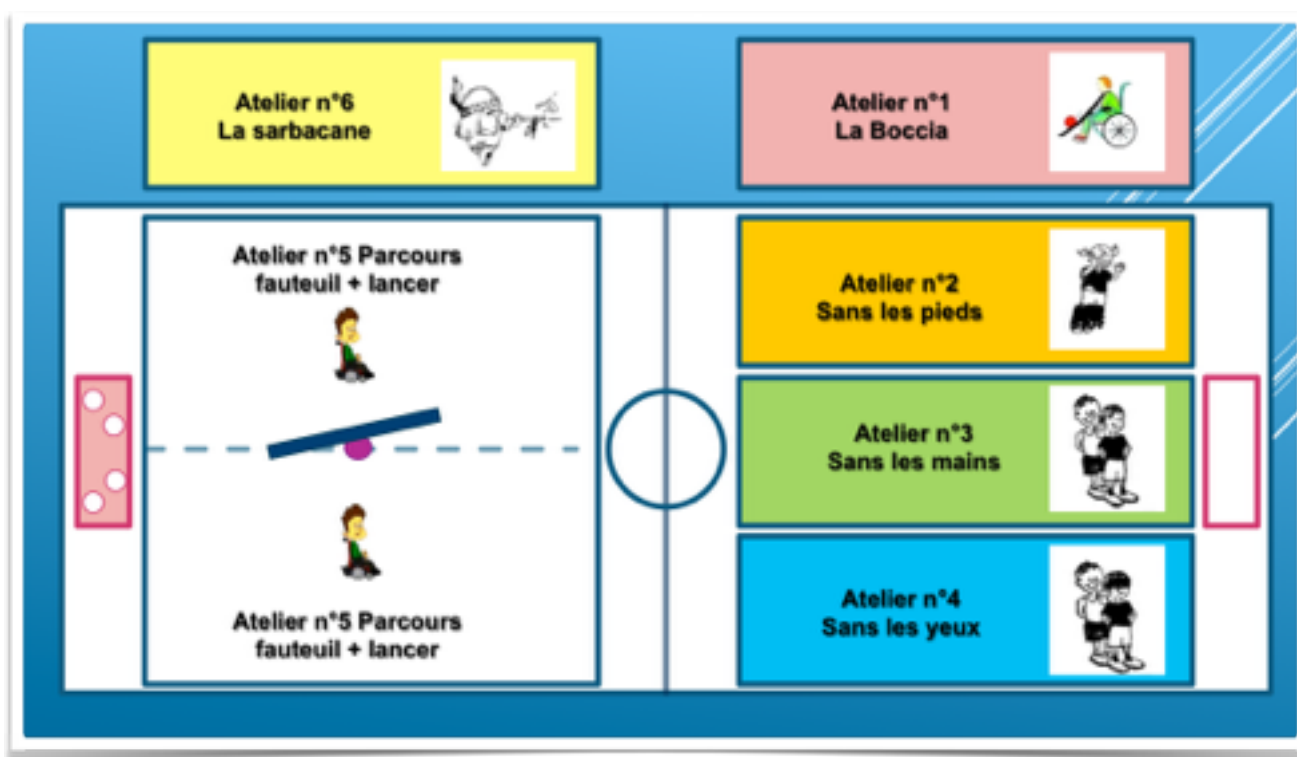 Atelier n°6
La sarbacane
Atelier n°1
La Boccia
Atelier n°5 Parcours
fauteuil + lancer
Atelier n°2
Sans les pieds
Atelier n°3
Sans les mains
Atelier n°4
Sans les yeux
Atelier n°5 Parcours
fauteuil + lancer